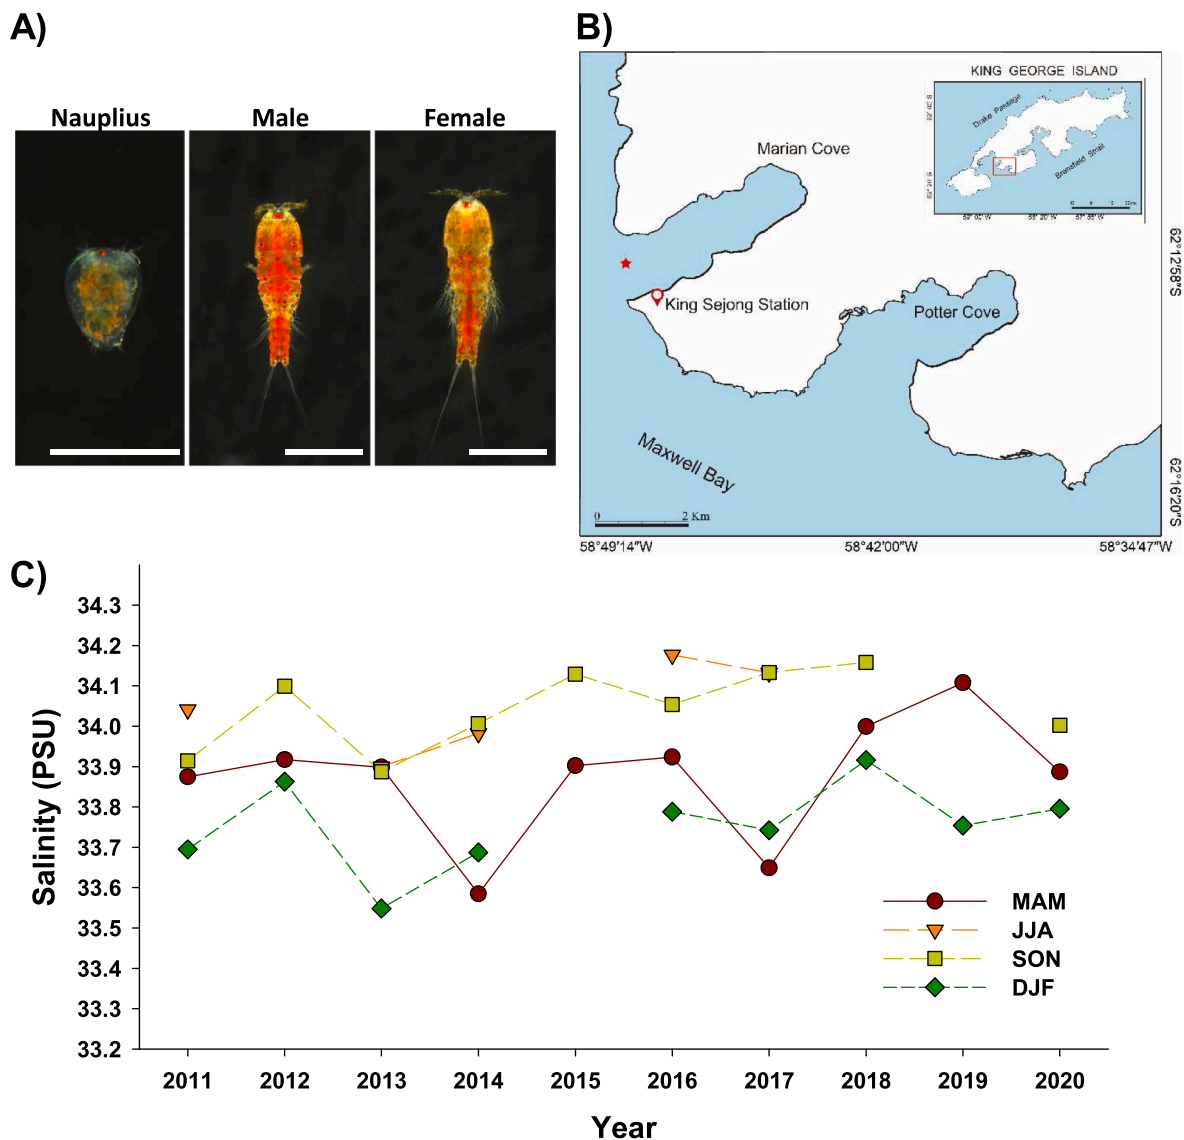 A)
Nauplius
Male
Female
B)
KING GEORGE ISLAND
Drake Passage
Bransfield Strait
Marian Cove
King Sejong Station
Potter Cove
Maxwell Bay
0 2 Km
62°12'58"S
62°16'20"S
58°49'14"W 58°42'00"W 58°34'47"W
C)
34.3
34.2
34.1
34.0
33.9
33.8
33.7
33.6
33.5
33.4
33.3
33.2
Salinity (PSU)
MAM
JJA
SON
DJF
2011 2012 2013 2014 2015 2016 2017 2018 2019 2020
Year